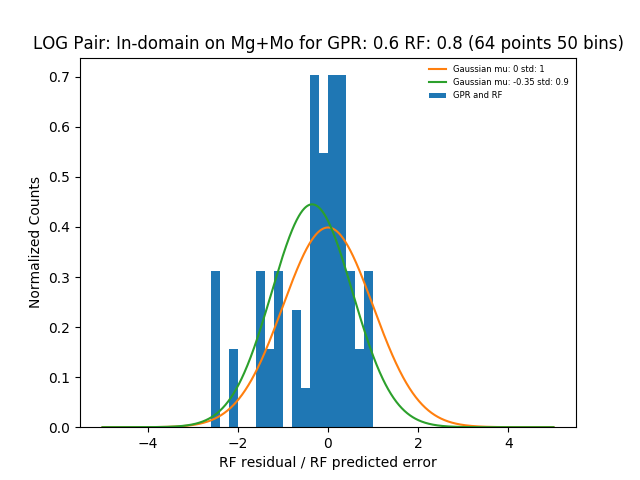 LOG Pair: In-domain on Mg+Mo for GPR: 0.6 RF: 0.8 (64 points 50 bins)
Gaussian mu: 0 std: 1
Gaussian mu: -0.35 std: 0.9
GPR and RF
Normalized Counts
0.7
0.6
0.5
0.4
0.3
0.2
0.1
0.0
−4 −2 0 2 4
RF residual / RF predicted error